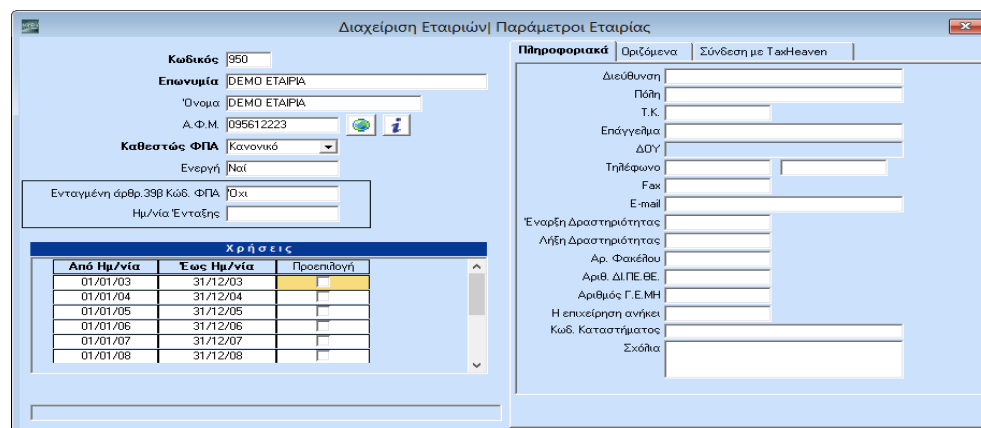 Διαχείριση Εταιριών| Παράμετροι Εταιρίας
Κωδικός 950
Επωνυμία DEMO ΕΤΑΙΡΙΑ
Όνομα DEMO ΕΤΑΙΡΙΑ
Α.Φ.Μ. 095612223
Καθεστώς ΦΠΑ Κανονικό
Ενεργή Ναί
Ενταγμένη άρθρ.39β Κώδ. ΦΠΑ Όχι
Ημ/νία Ένταξης
Χρήσεις
Από Ημ/νία Έως Ημ/νία Προεπιλογή
01/01/03 31/12/03
01/01/04 31/12/04
01/01/05 31/12/05
01/01/06 31/12/06
01/01/07 31/12/07
01/01/08 31/12/08
Πληροφοριακά Οριζόμενα Σύνδεση με TaxHeaven
Διεύθυνση
Πόλη
Τ.Κ.
Επάγγελμα
ΔΟΥ
Τηλέφωνο
Fax
E-mail
Έναρξη Δραστηριότητας
Λήξη Δραστηριότητας
Αρ. Φακέλου
Αριθ. ΔΙ.ΠΕ.ΘΕ.
Αριθμός Γ.Ε.ΜΗ
Η επιχείρηση ανήκει
Κωδ. Καταστήματος
Σχόλια